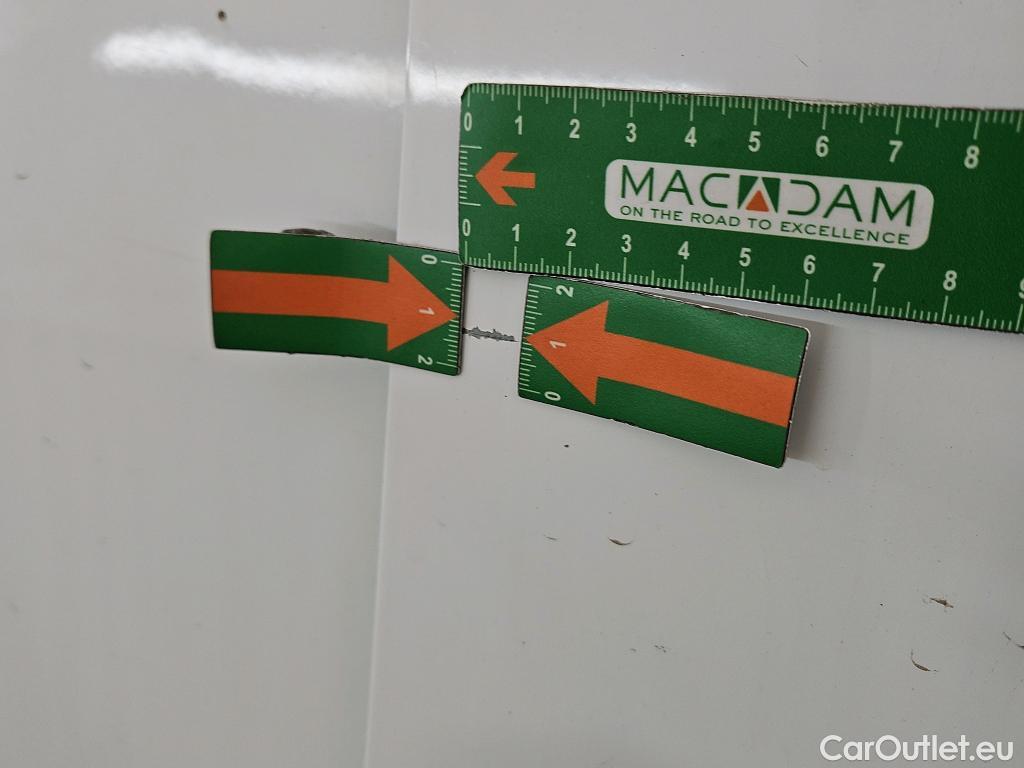 0 1 2 3 4 5 6 7 8
MACADAM
ON THE ROAD TO EXCELLENCE
0 1 2 3 4 5 6 7 8 9
0 1 2
2 1 0
CarOutlet.eu